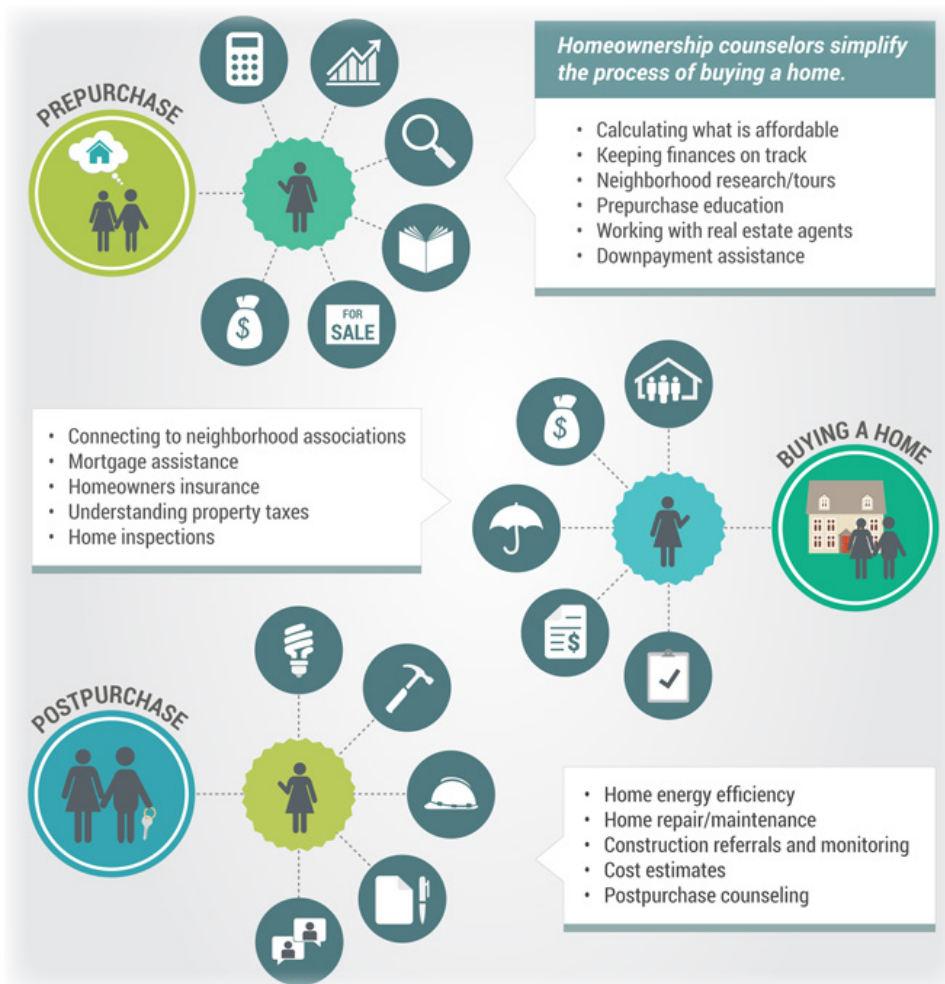 PREPURCHASE
$
FOR
SALE
Homeownership counselors simplify
the process of buying a home.
• Calculating what is affordable
• Keeping finances on track
• Neighborhood research/tours
• Prepurchase education
• Working with real estate agents
• Downpayment assistance
• Connecting to neighborhood associations
• Mortgage assistance
• Homeowners insurance
• Understanding property taxes
• Home inspections
$
$
BUYING A HOME
POSTPURCHASE
• Home energy efficiency
• Home repair/maintenance
• Construction referrals and monitoring
• Cost estimates
• Postpurchase counseling